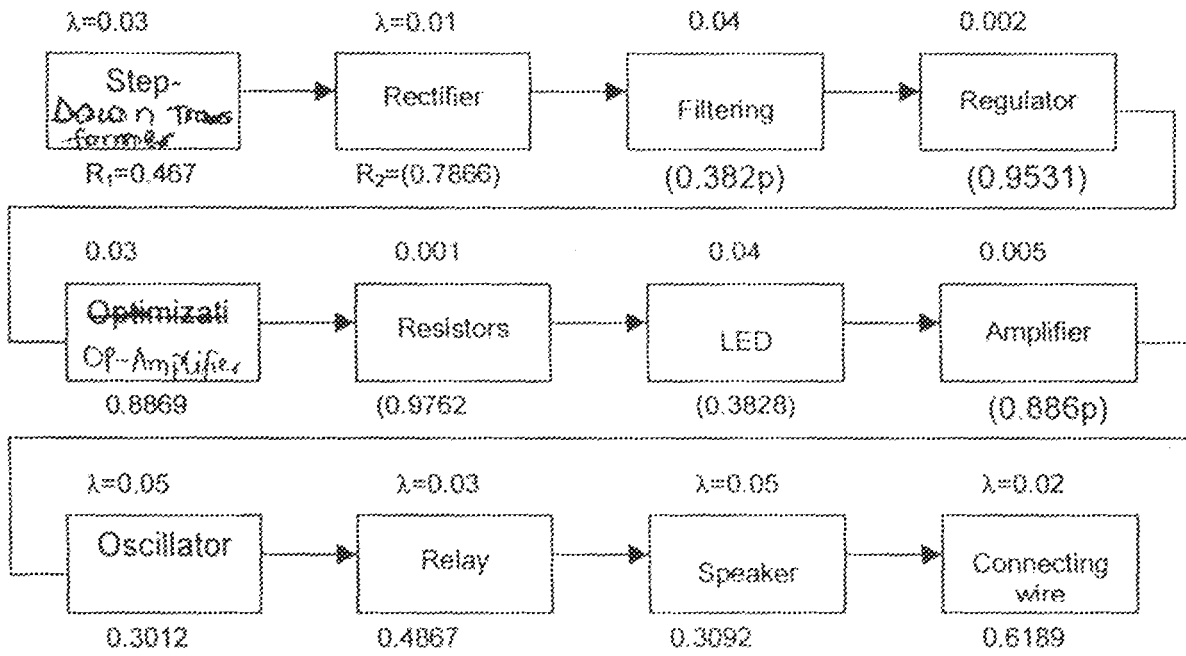 λ=0.03 λ=0.01 0.04 0.002
Step-
Down Trans
-former
Rectifier
Filtering
Regulator
R₁=0.467 R₂=(0.7866) (0.382p) (0.9531)
0.03 0.001 0.04 0.005
Optimizati
Op-Amplifier
Resistors
LED
Amplifier
0.8869 (0.9762 (0.3828) (0.886p)
λ=0.05 λ=0.03 λ=0.05 λ=0.02
Oscillator
Relay
Speaker
Connecting
wire
0.3012 0.4867 0.3092 0.6189